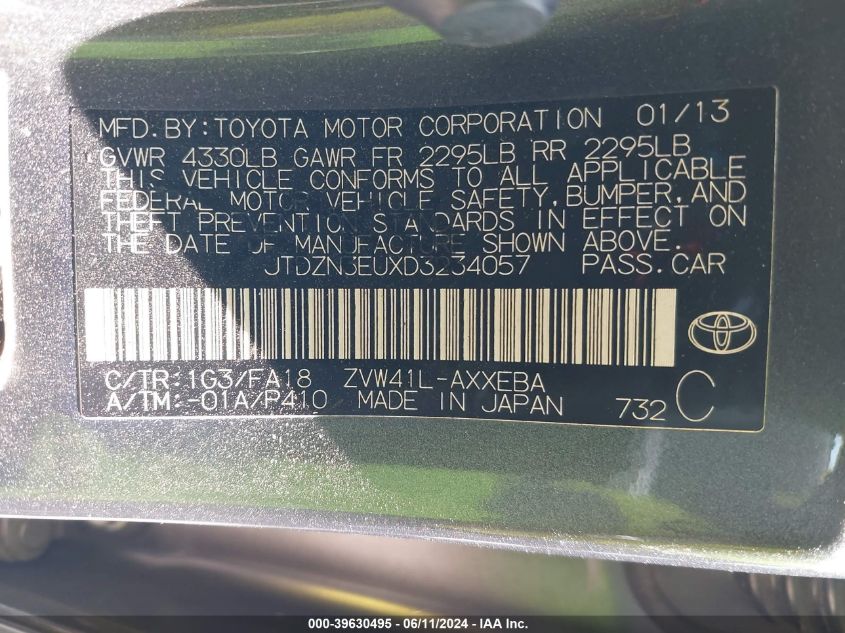 MFD.BY:TOYOTA MOTOR CORPORATION 01/13
GVWR 4330LB GAWR FR 2295LB RR 2295LB
THIS VEHICLE CONFORMS TO ALL APPLICABLE
FEDERAL MOTOR VEHICLE SAFETY,BUMPER,AND
THEFT PREVENTION STANDARDS IN EFFECT ON
THE DATE OF MANUFACTURE SHOWN ABOVE.
JTDZN3EUXD3234057 PASS.CAR
C/TR:1G3/FA18 ZVW41L-AXXEBA
A/TM:-01A/P410 MADE IN JAPAN 732 C
000-39630495 - 06/11/2024 - IAA Inc.